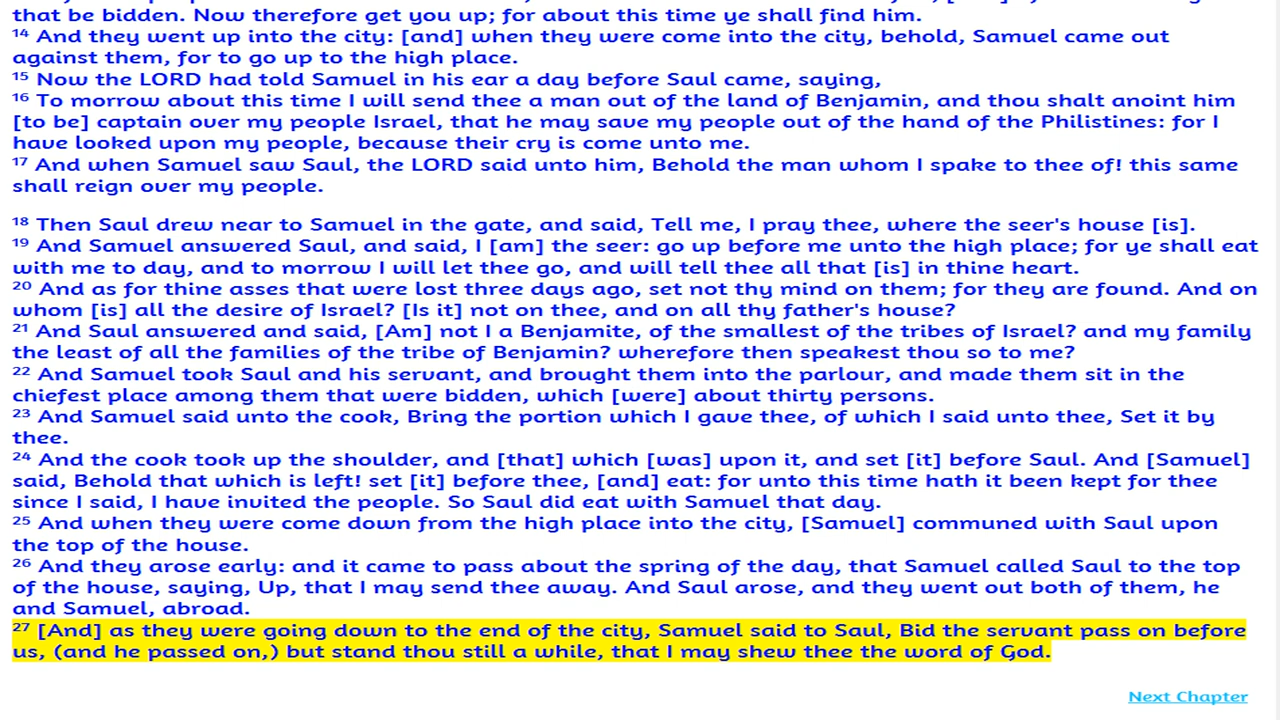 that be bidden. Now therefore get you up; for about this time ye shall find him.
14 And they went up into the city: [and] when they were come into the city, behold, Samuel came out
against them, for to go up to the high place.
15 Now the LORD had told Samuel in his ear a day before Saul came, saying,
16 To morrow about this time I will send thee a man out of the land of Benjamin, and thou shalt anoint him
[to be] captain over my people Israel, that he may save my people out of the hand of the Philistines: for I
have looked upon my people, because their cry is come unto me.
17 And when Samuel saw Saul, the LORD said unto him, Behold the man whom I spake to thee of! this same
shall reign over my people.
18 Then Saul drew near to Samuel in the gate, and said, Tell me, I pray thee, where the seer's house [is].
19 And Samuel answered Saul, and said, I [am] the seer: go up before me unto the high place; for ye shall eat
with me to day, and to morrow I will let thee go, and will tell thee all that [is] in thine heart.
20 And as for thine asses that were lost three days ago, set not thy mind on them; for they are found. And on
whom [is] all the desire of Israel? [Is it] not on thee, and on all thy father's house?
21 And Saul answered and said, [Am] not I a Benjamite, of the smallest of the tribes of Israel? and my family
the least of all the families of the tribe of Benjamin? wherefore then speakest thou so to me?
22 And Samuel took Saul and his servant, and brought them into the parlour, and made them sit in the
chiefest place among them that were bidden, which [were] about thirty persons.
23 And Samuel said unto the cook, Bring the portion which I gave thee, of which I said unto thee, Set it by
thee.
24 And the cook took up the shoulder, and [that] which [was] upon it, and set [it] before Saul. And [Samuel]
said, Behold that which is left! set [it] before thee, [and] eat: for unto this time hath it been kept for thee
since I said, I have invited the people. So Saul did eat with Samuel that day.
25 And when they were come down from the high place into the city, [Samuel] communed with Saul upon
the top of the house.
26 And they arose early: and it came to pass about the spring of the day, that Samuel called Saul to the top
of the house, saying, Up, that I may send thee away. And Saul arose, and they went out both of them, he
and Samuel, abroad.
27 [And] as they were going down to the end of the city, Samuel said to Saul, Bid the servant pass on before
us, (and he passed on,) but stand thou still a while, that I may shew thee the word of God.
Next Chapter